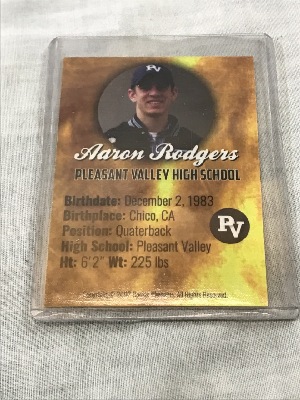 PV
Aaron Rodgers
PLEASANT VALLEY HIGH SCHOOL
Birthdate: December 2, 1983
Birthplace: Chico, CA
Position: Quaterback
High School: Pleasant Valley
Ht: 6'2" Wt: 225 lbs
PV
All Rights Reserved.